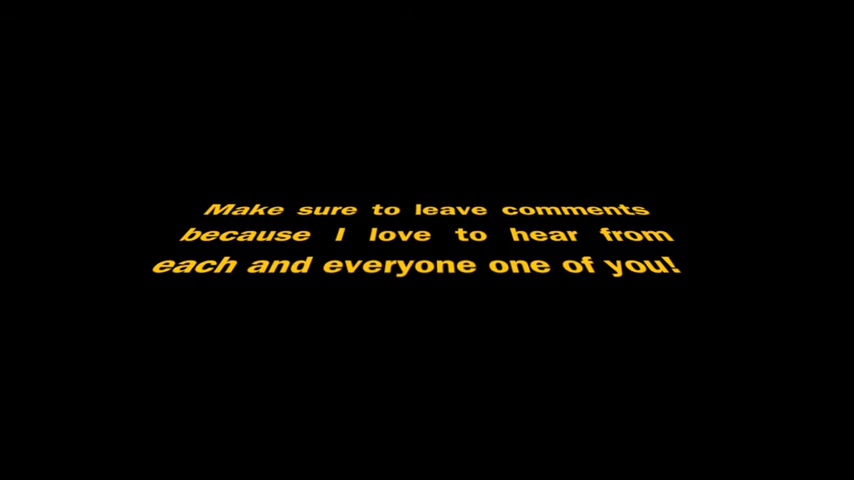 Make sure to leave comments
because I love to hear from
each and everyone one of you!